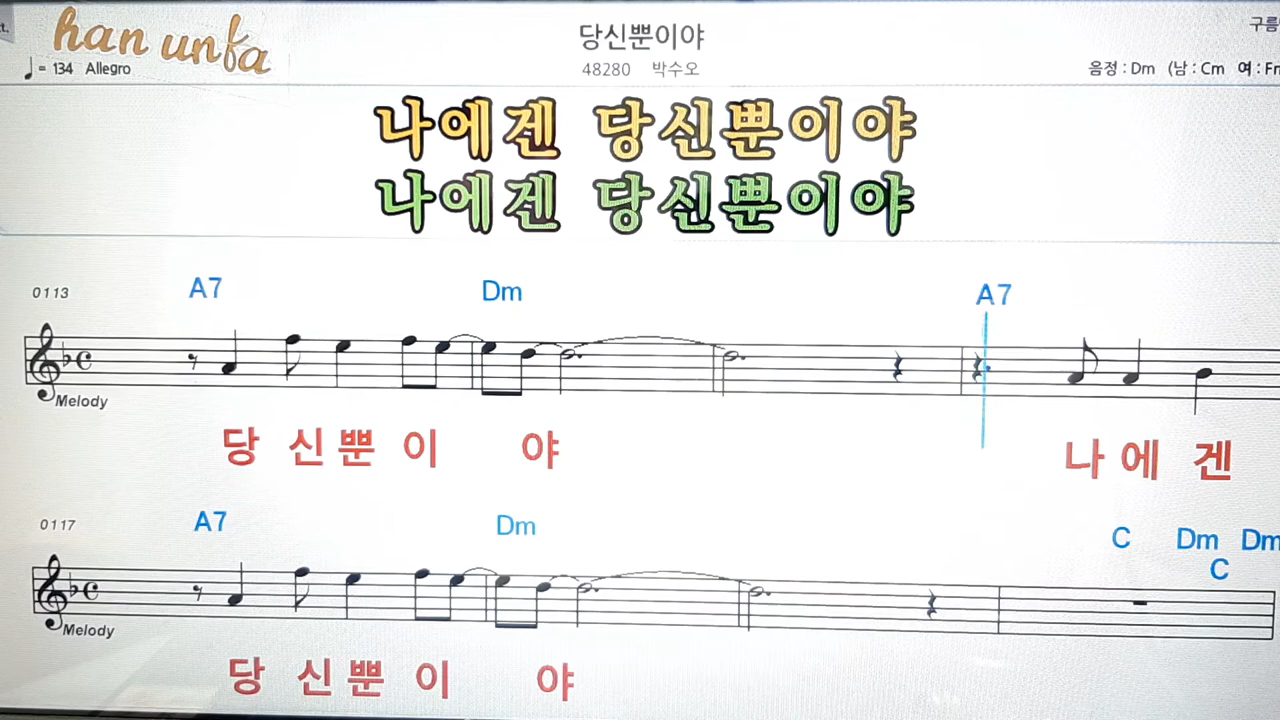 han unfa
당신뿐이야
구름
♩= 134 Allegro
48280 박수오
음정 : Dm (남 : Cm 여 : Fm
나에겐 당신뿐이야
나에겐 당신뿐이야
0113 A7 Dm A7
Melody
당 신 뿐 이 야 나 에 겐
0117 A7 Dm C Dm Dm
C
Melody
당 신 뿐 이 야